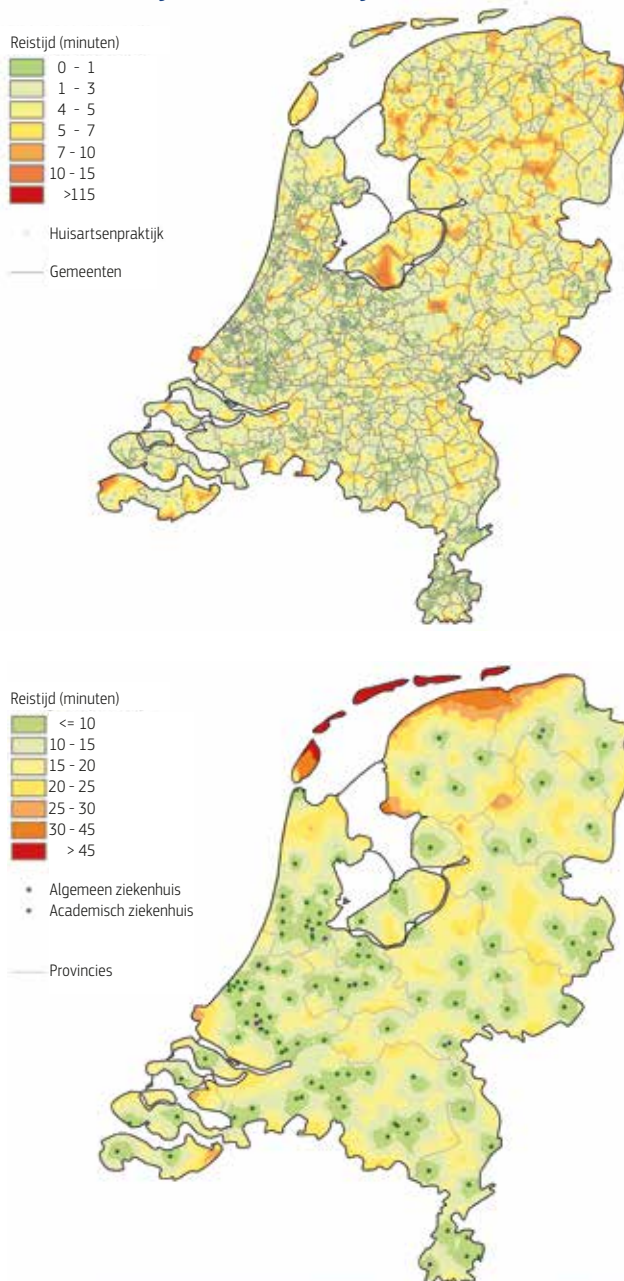 Reistijd (minuten)
0 - 1
1 - 3
4 - 5
5 - 7
7 - 10
10 - 15
>115
Huisartsenpraktijk
Gemeenten
Reistijd (minuten)
<= 10
10 - 15
15 - 20
20 - 25
25 - 30
30 - 45
> 45
Algemeen ziekenhuis
Academisch ziekenhuis
Provincies